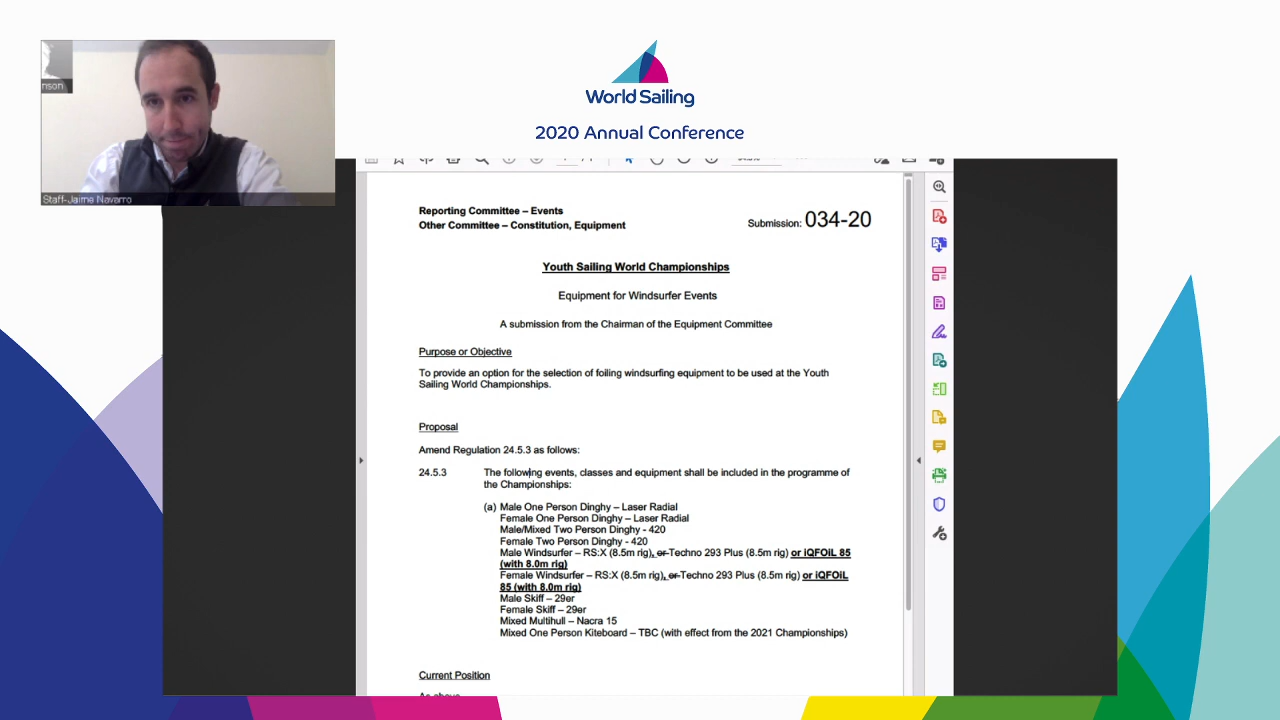 nson
Staff-Jaime Navarro
World Sailing
2020 Annual Conference
Reporting Committee – Events
Other Committee – Constitution, Equipment
Submission: 034-20
Youth Sailing World Championships
Equipment for Windsurfer Events
A submission from the Chairman of the Equipment Committee
Purpose or Objective
To provide an option for the selection of foiling windsurfing equipment to be used at the Youth
Sailing World Championships.
Proposal
Amend Regulation 24.5.3 as follows:
24.5.3 The following events, classes and equipment shall be included in the programme of
the Championships:
(a) Male One Person Dinghy – Laser Radial
Female One Person Dinghy – Laser Radial
Male/Mixed Two Person Dinghy - 420
Female Two Person Dinghy - 420
Male Windsurfer – RS:X (8.5m rig), or Techno 293 Plus (8.5m rig) or iQFOiL 85
(with 8.0m rig)
Female Windsurfer – RS:X (8.5m rig), or Techno 293 Plus (8.5m rig) or iQFOiL
85 (with 8.0m rig)
Male Skiff – 29er
Female Skiff – 29er
Mixed Multihull – Nacra 15
Mixed One Person Kiteboard – TBC (with effect from the 2021 Championships)
Current Position
As above